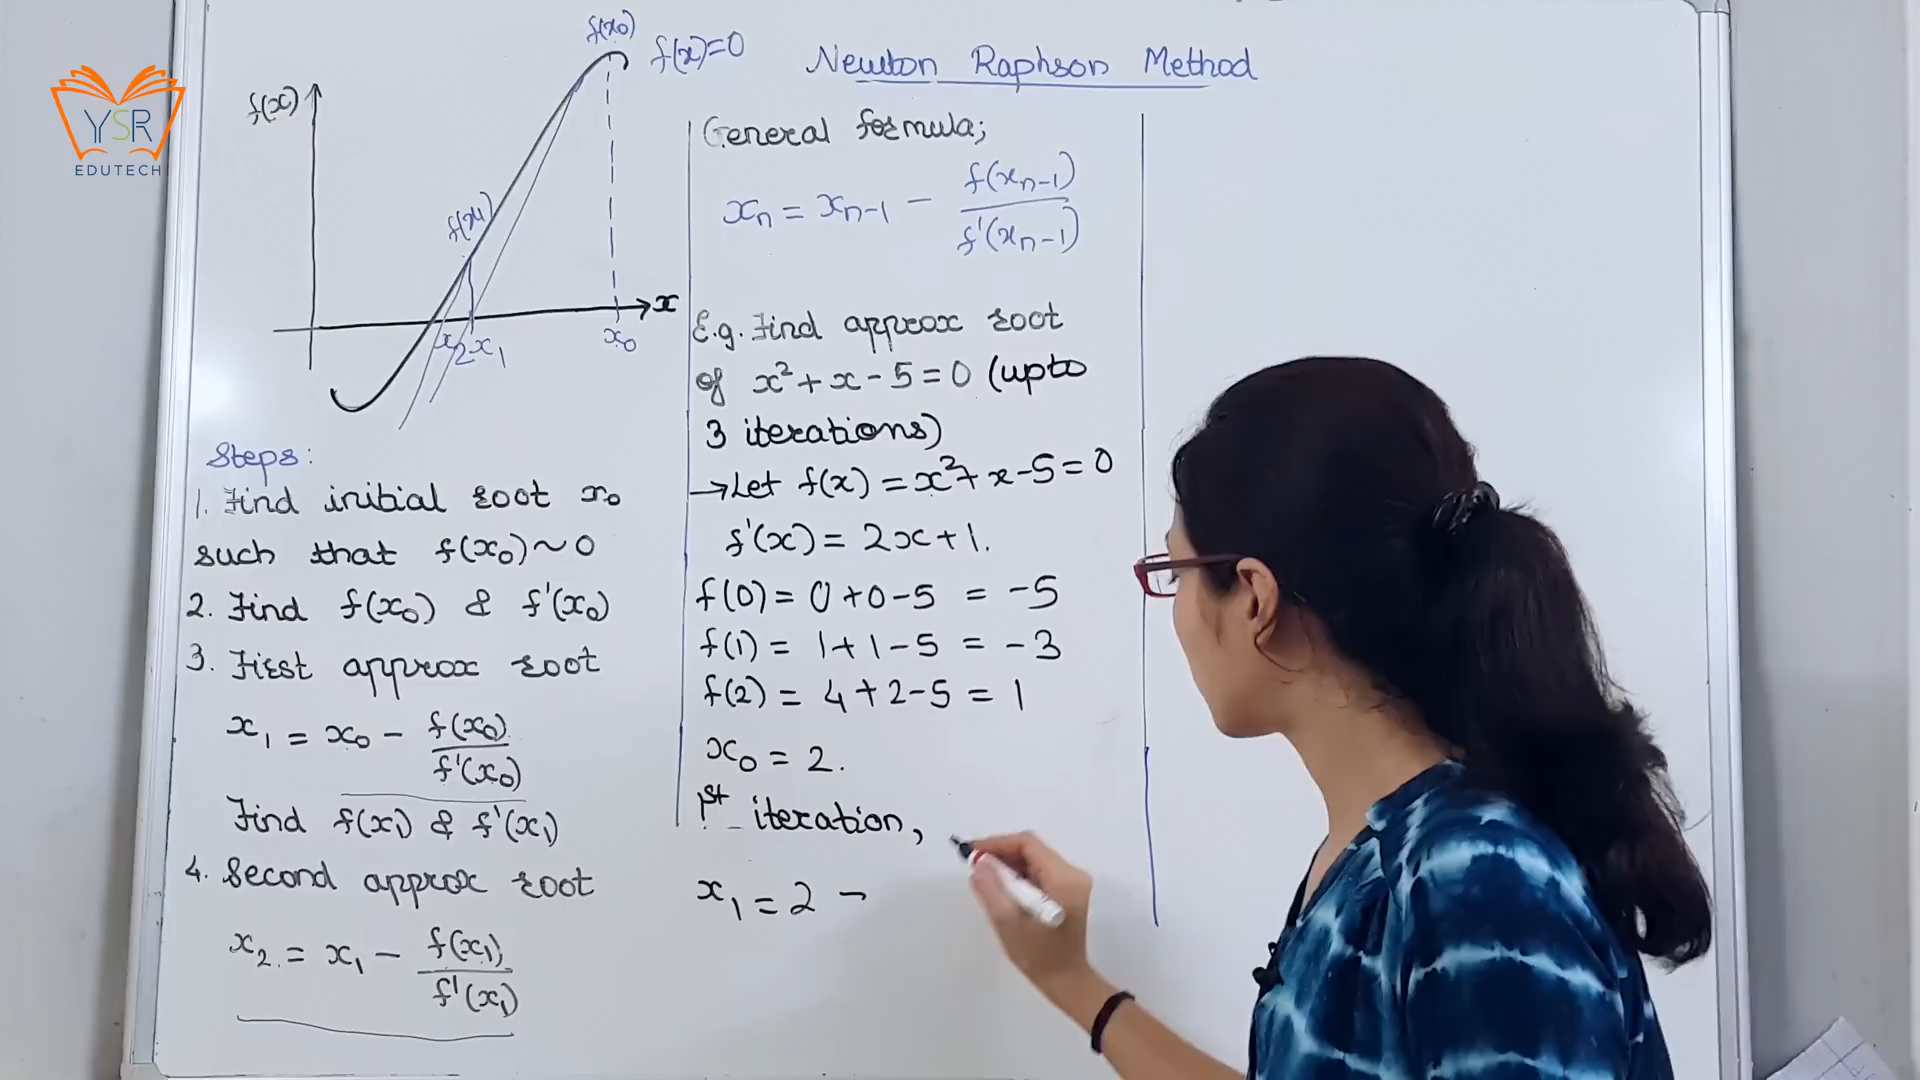 YSR
EDUTECH
Newton Raphson Method
f(x)
f(x₀)
f(x)=0
f(x₁)
x
x₂
x₁
x₀
Steps:
1. Find initial root x₀
such that f(x₀) ~ 0
2. Find f(x₀) & f'(x₀)
3. First approx root
x₁ = x₀ - f(x₀)/f'(x₀)
Find f(x₁) & f'(x₁)
4. Second approx root
x₂ = x₁ - f(x₁)/f'(x₁)
General formula;
xₙ = xₙ₋₁ - f(xₙ₋₁)/f'(xₙ₋₁)
E.g. Find approx root
of x² + x - 5 = 0 (upto
3 iterations)
→ Let f(x) = x² + x - 5 = 0
f'(x) = 2x + 1.
f(0) = 0 + 0 - 5 = -5
f(1) = 1 + 1 - 5 = -3
f(2) = 4 + 2 - 5 = 1
x₀ = 2.
1st iteration,
x₁ = 2 -